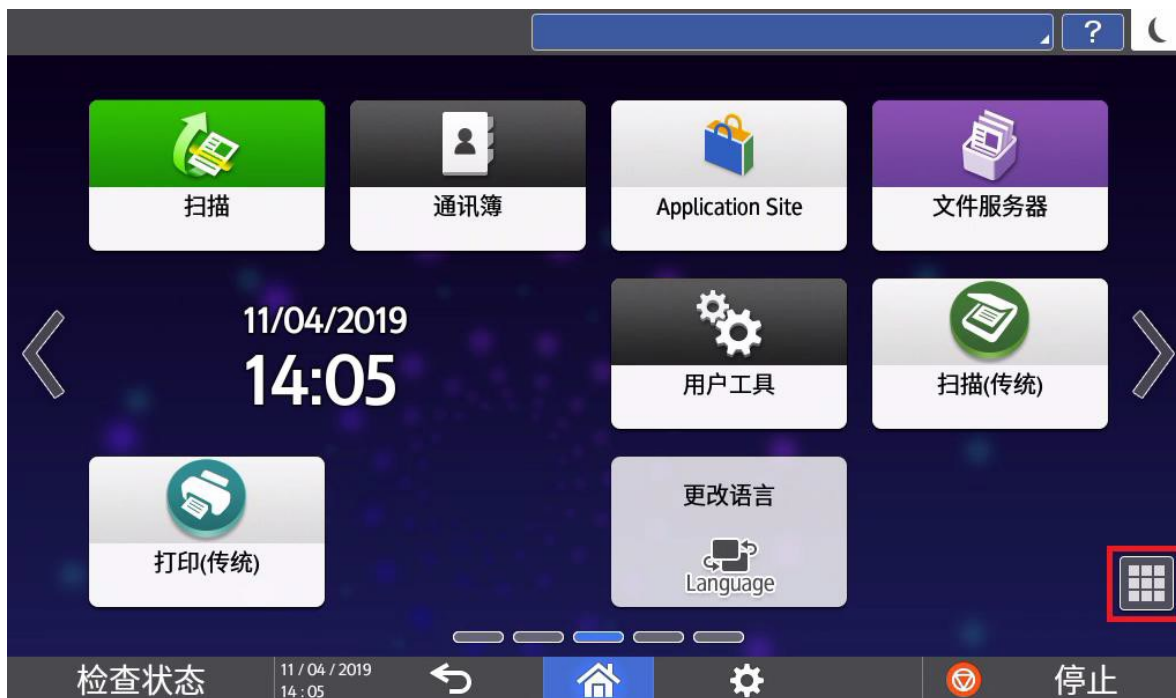 ?
扫描
通讯簿
Application Site
文件服务器
11/04/2019
14:05
用户工具
扫描(传统)
打印(传统)
更改语言
Language
检查状态
11 / 04 / 2019
14 : 05
停止